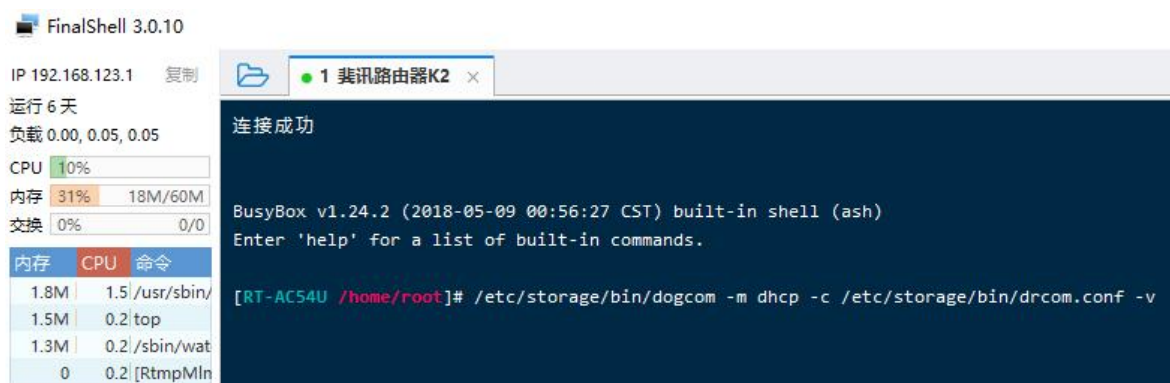 FinalShell 3.0.10
IP 192.168.123.1 复制
运行 6 天
负载 0.00, 0.05, 0.05
CPU 10%
内存 31% 18M/60M
交换 0% 0/0
内存 CPU 命令
1.8M 1.5 /usr/sbin/
1.5M 0.2 top
1.3M 0.2 /sbin/wat
0 0.2 [RtmpMln
1 斐讯路由器K2
连接成功
BusyBox v1.24.2 (2018-05-09 00:56:27 CST) built-in shell (ash)
Enter 'help' for a list of built-in commands.
[RT-AC54U /home/root]# /etc/storage/bin/dogcom -m dhcp -c /etc/storage/bin/drcom.conf -v